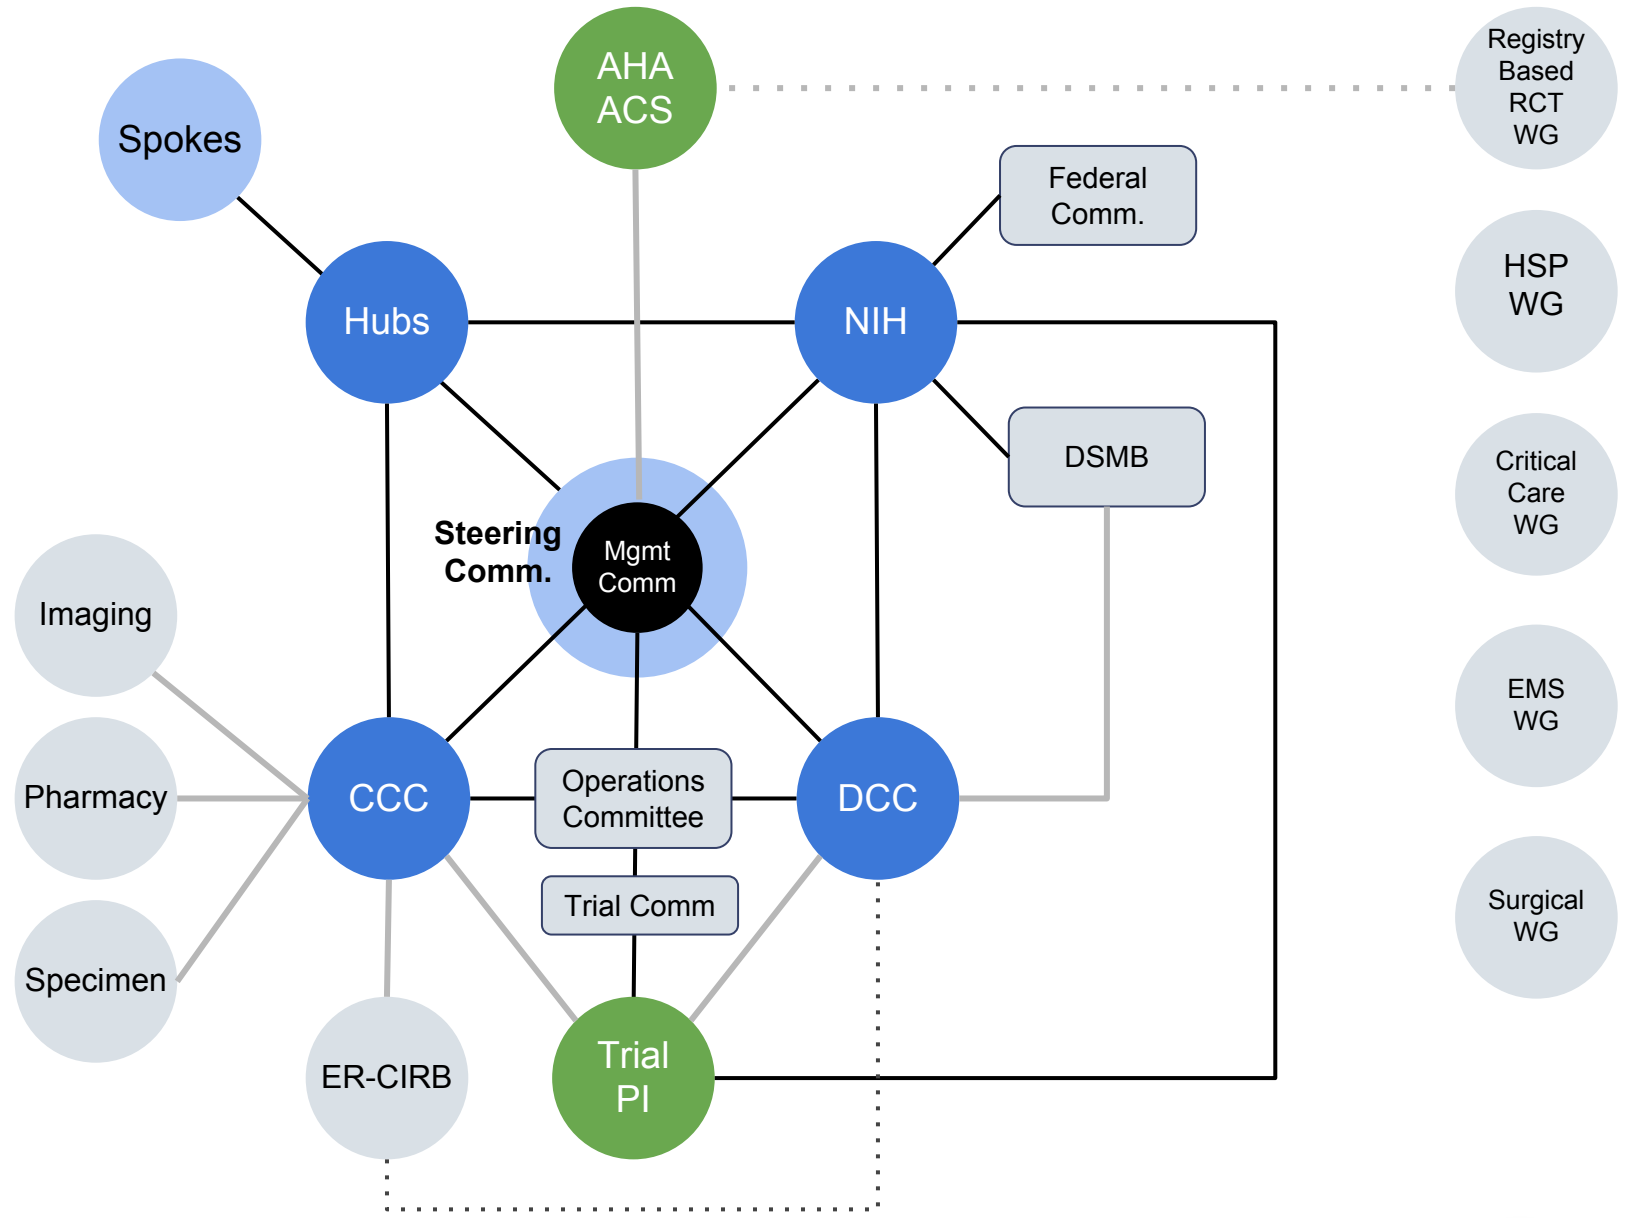 AHA
ACS
Registry
Based
RCT
WG
Spokes
Federal
Comm.
HSP
WG
Hubs
NIH
Critical
Care
WG
DSMB
Steering
Comm.
Mgmt
Comm
Imaging
EMS
WG
Pharmacy
CCC
Operations
Committee
DCC
Trial Comm
Surgical
WG
Specimen
ER-CIRB
Trial
PI